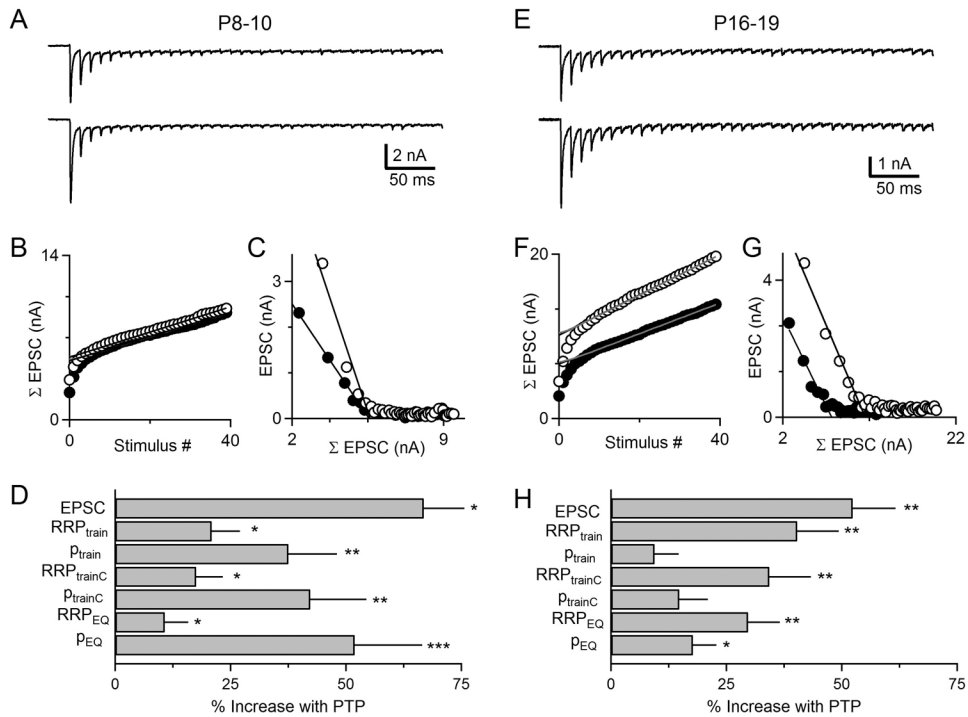 A P8-10
2 nA
50 ms
E P16-19
1 nA
50 ms
B
14
Σ EPSC (nA)
0
0 40
Stimulus #
C
3
EPSC (nA)
0
2 9
Σ EPSC (nA)
F
20
Σ EPSC (nA)
0
0 40
Stimulus #
G
4
EPSC (nA)
0
2 22
Σ EPSC (nA)
D
EPSC *
RRPtrain *
ptrain **
RRPtrainC *
ptrainC **
RRPEQ *
pEQ ***
0 25 50 75
% Increase with PTP
H
EPSC **
RRPtrain **
ptrain
RRPtrainC **
ptrainC
RRPEQ **
pEQ *
0 25 50 75
% Increase with PTP